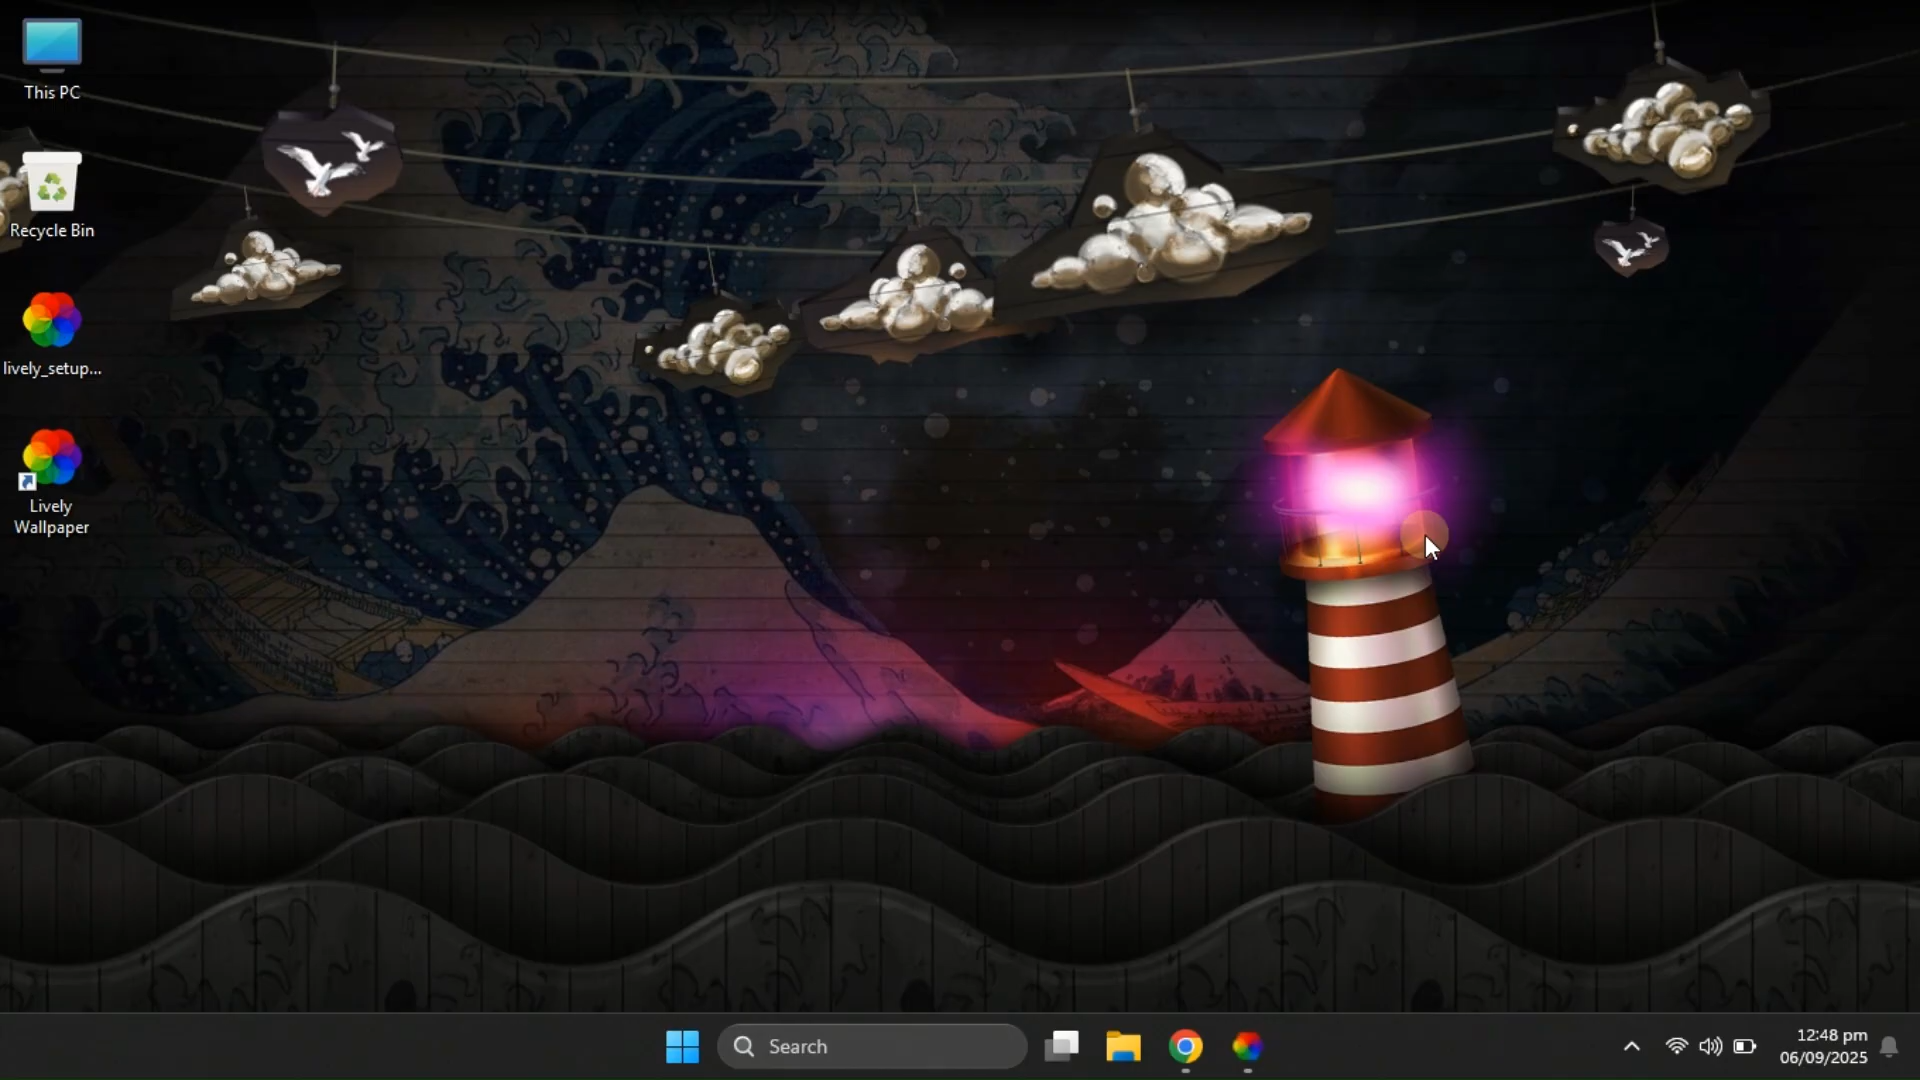 This PC
Recycle Bin
lively_setup...
Lively
Wallpaper
Search
12:48 pm
06/09/2025